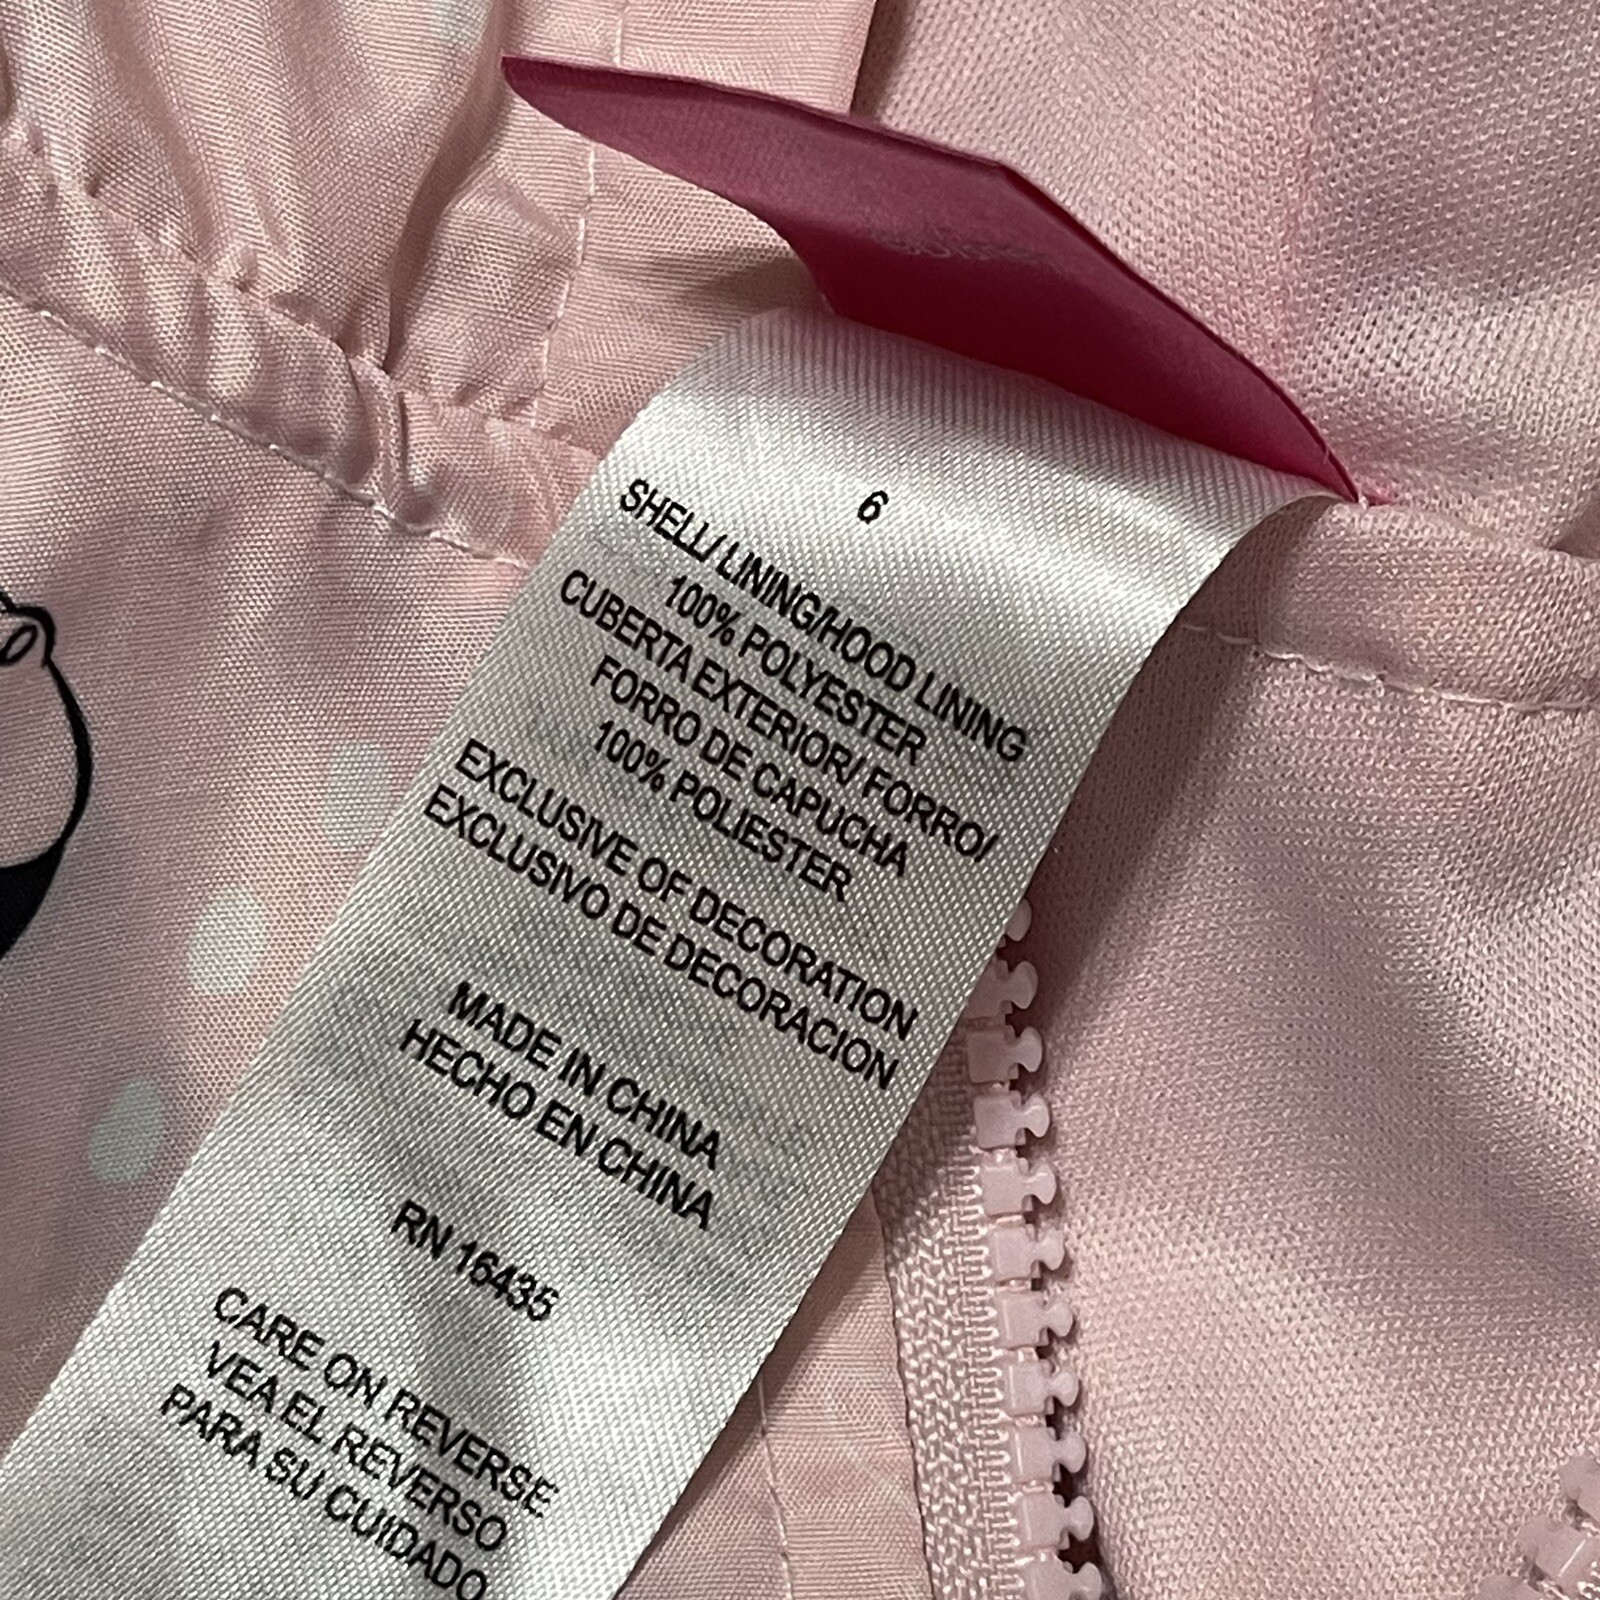 6
SHELL/ LINING/HOOD LINING
100% POLYESTER
CUBERTA EXTERIOR/ FORRO/
FORRO DE CAPUCHA
100% POLIESTER
EXCLUSIVE OF DECORATION
EXCLUSIVO DE DECORACION
MADE IN CHINA
HECHO EN CHINA
RN 16435
CARE ON REVERSE
VEA EL REVERSO
PARA SU CUIDADO